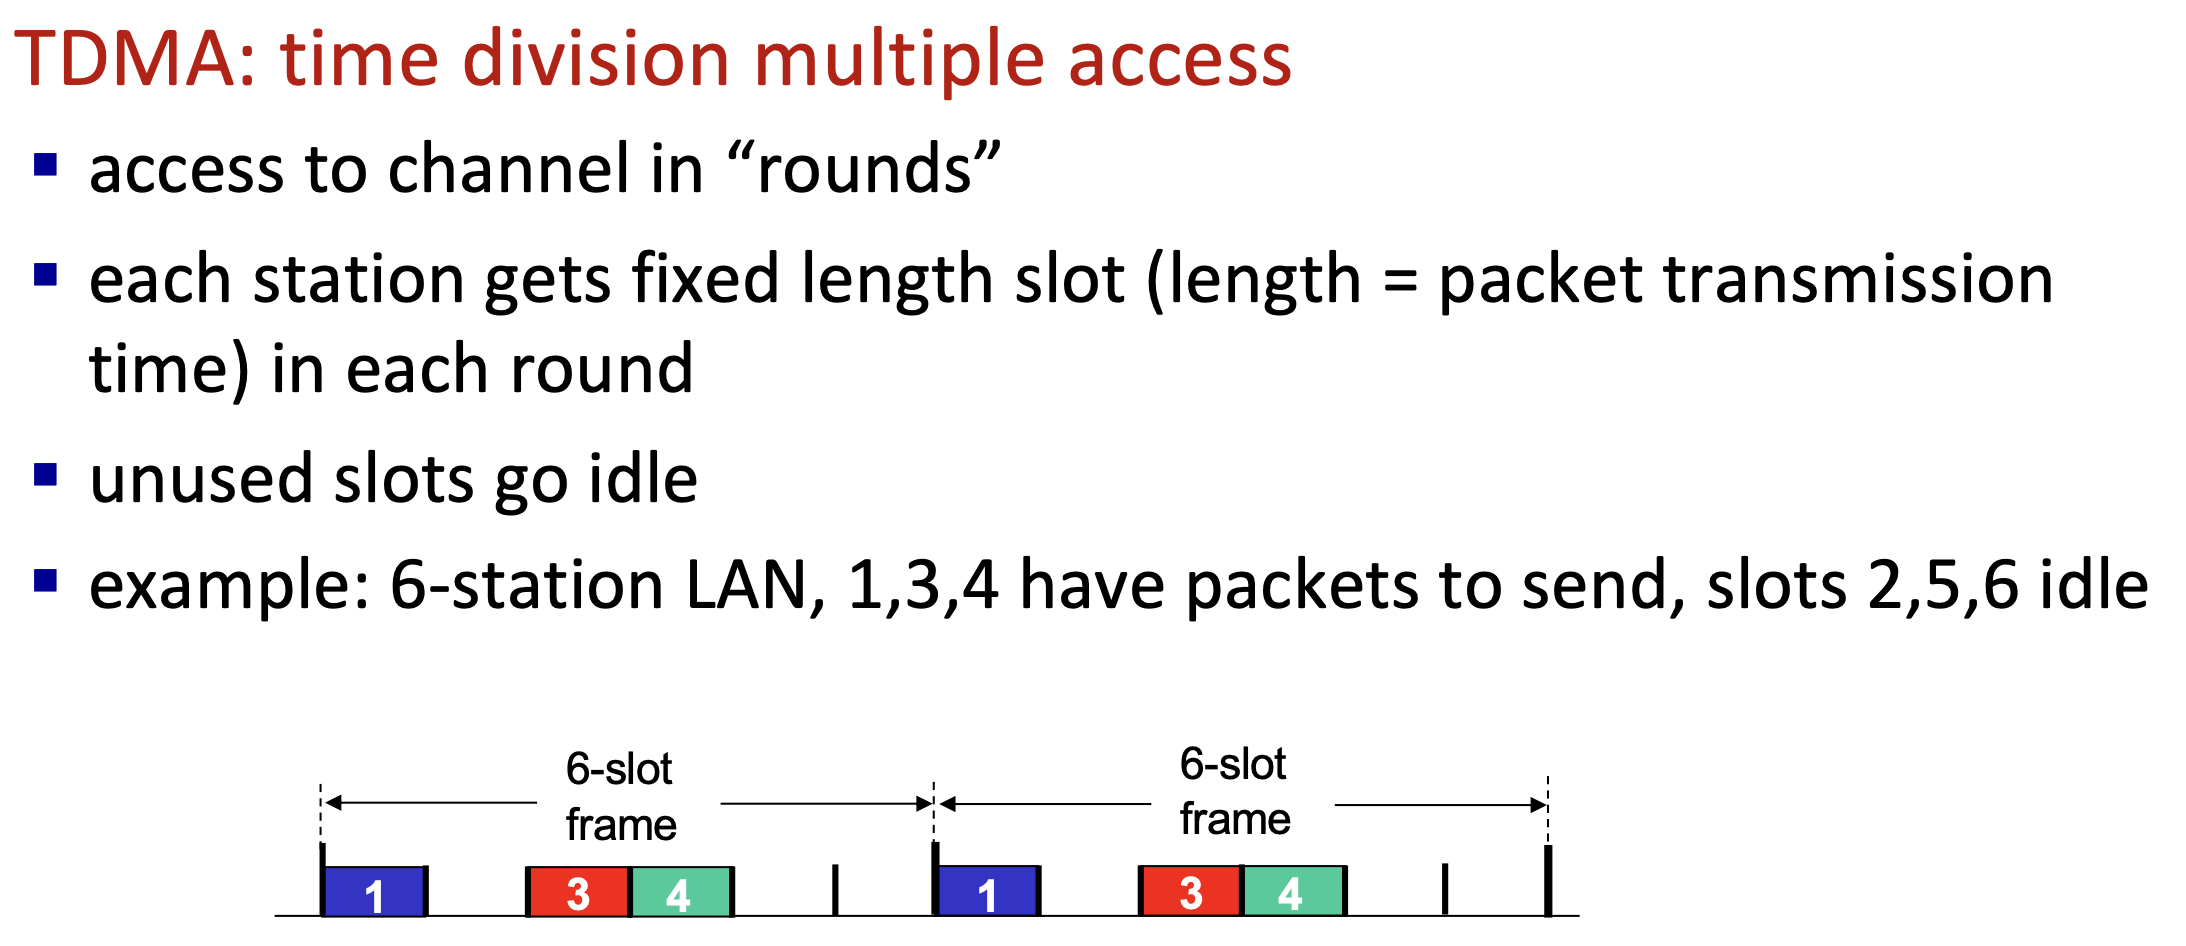 TDMA: time division multiple access
▪ access to channel in “rounds”
▪ each station gets fixed length slot (length = packet transmission
time) in each round
▪ unused slots go idle
▪ example: 6-station LAN, 1,3,4 have packets to send, slots 2,5,6 idle
6-slot
frame
6-slot
frame
1 3 4 1 3 4